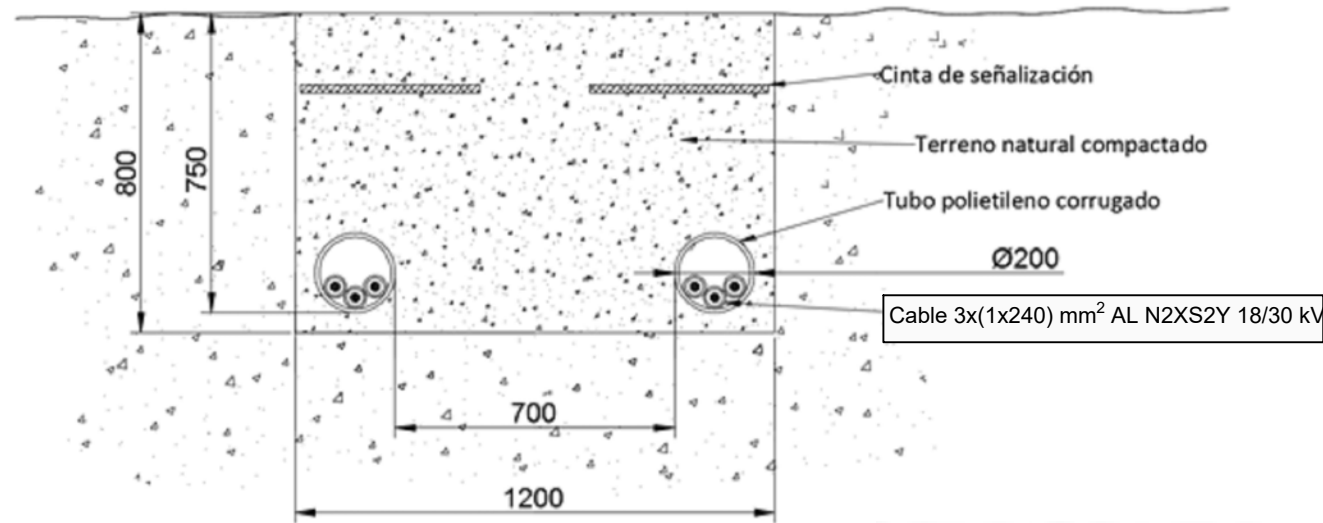 Cinta de señalización
Terreno natural compactado
Tubo polietileno corrugado
Ø200
Cable 3x(1x240) mm² AL N2XS2Y 18/30 kV
800
750
700
1200